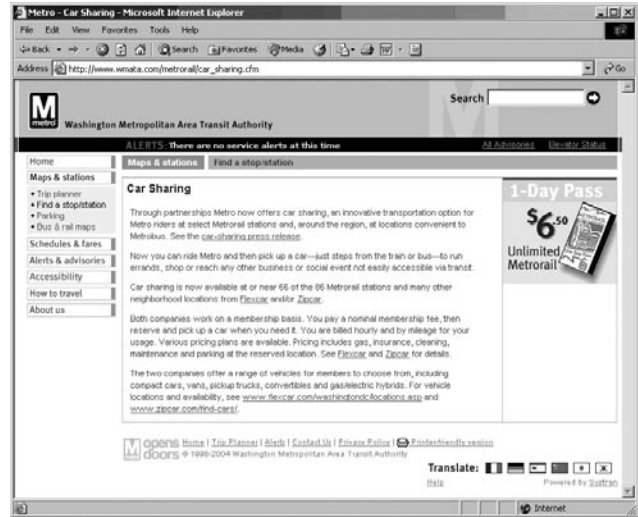 Metro - Car Sharing - Microsoft Internet Explorer
File Edit View Favorites Tools Help
Back Search Favorites Media
Address http://www.wmata.com/metrorail/car_sharing.cfm Go
M
metro
Washington Metropolitan Area Transit Authority
Search
ALERTS: There are no service alerts at this time
All Advisories Elevator Status
Home
Maps & stations
• Trip planner
• Find a stop/station
• Parking
• Bus & rail maps
Schedules & fares
Alerts & advisories
Accessibility
How to travel
About us
Maps & stations Find a stop/station
Car Sharing
Through partnerships Metro now offers car sharing, an innovative transportation option for
Metro riders at select Metrorail stations and, around the region, at locations convenient to
Metrobus. See the car-sharing press release.
Now you can ride Metro and then pick up a car—just steps from the train or bus—to run
errands, shop or reach any other business or social event not easily accessible via transit.
Car sharing is now available at or near 66 of the 86 Metrorail stations and many other
neighborhood locations from Flexcar and/or Zipcar.
Both companies work on a membership basis. You pay a nominal membership fee, then
reserve and pick up a car when you need it. You are billed hourly and by mileage for your
usage. Various pricing plans are available. Pricing includes gas, insurance, cleaning,
maintenance and parking at the reserved location. See Flexcar and Zipcar for details.
The two companies offer a range of vehicles for members to choose from, including
compact cars, vans, pickup trucks, convertibles and gas/electric hybrids. For vehicle
locations and availability, see www.flexcar.com/washingtondc/locations.asp and
www.zipcar.com/find-cars/.
1-Day Pass
$6.50
Unlimited
Metrorail
M opens
doors
Home | Trip Planner | Alerts | Contact Us | Privacy Policy | Printer-friendly version
© 1998-2004 Washington Metropolitan Area Transit Authority
Translate:
Help Powered by Systran
Internet